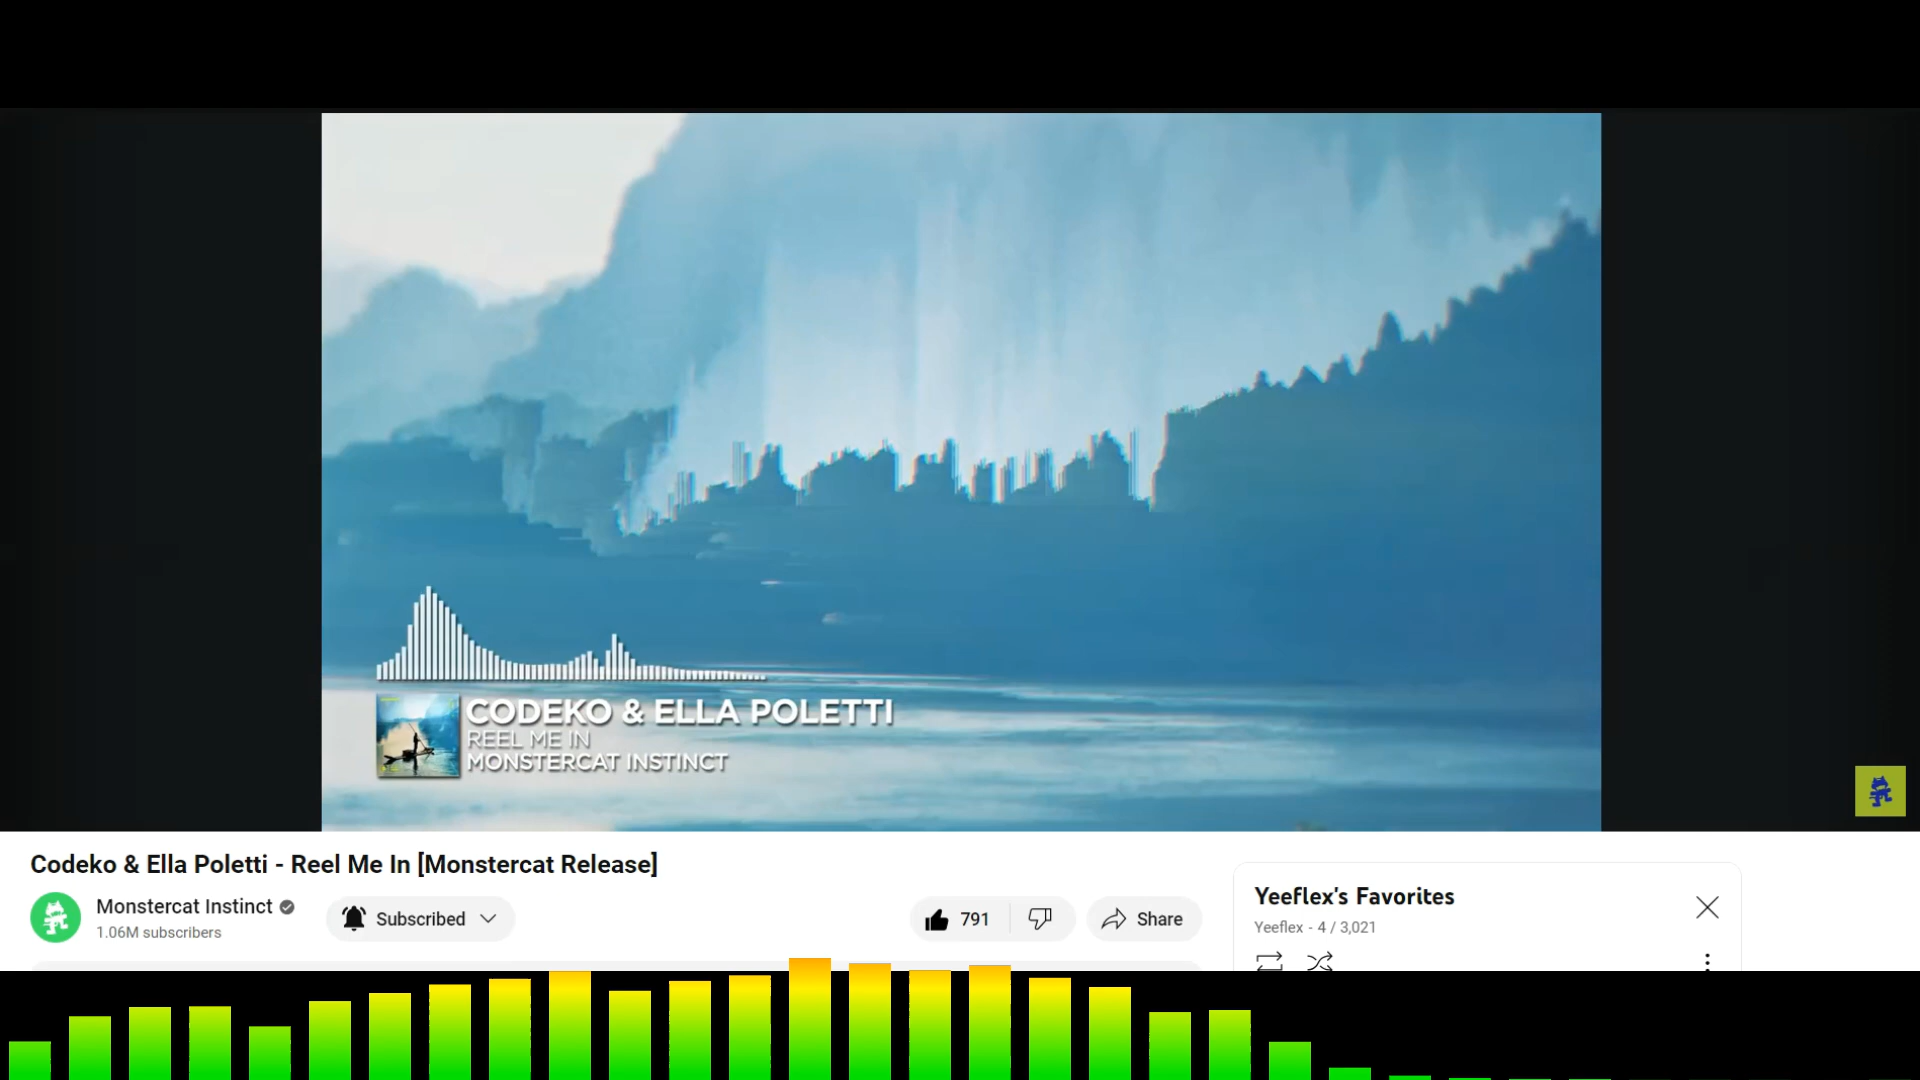 CODEKO & ELLA POLETTI
REEL ME IN
MONSTERCAT INSTINCT
Codeko & Ella Poletti - Reel Me In [Monstercat Release]
Monstercat Instinct
1.06M subscribers
Subscribed
791
Share
Yeeflex's Favorites
Yeeflex - 4 / 3,021